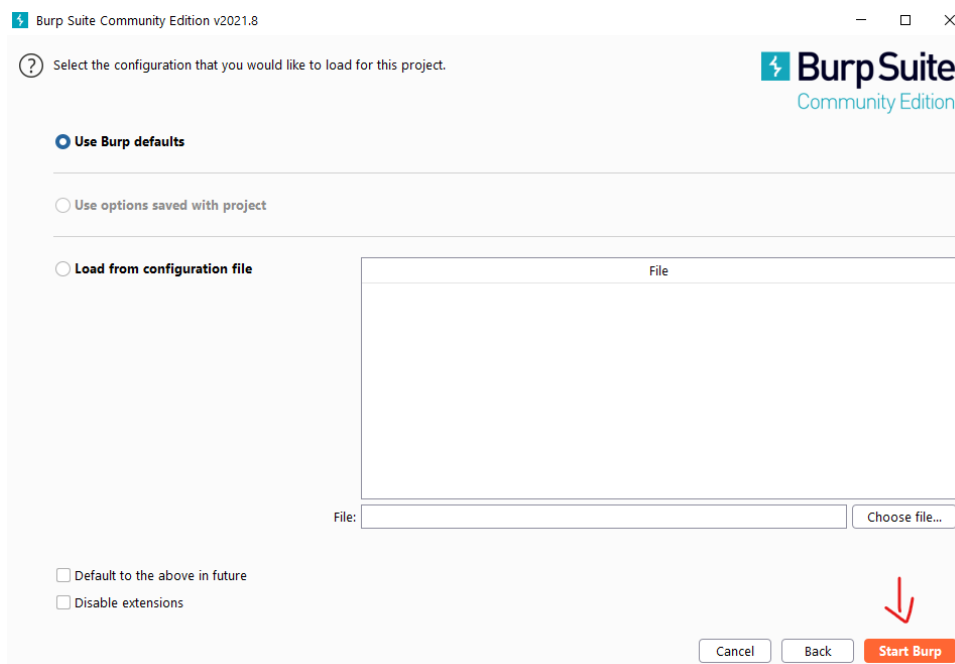 Burp Suite Community Edition v2021.8
Select the configuration that you would like to load for this project.
Burp Suite
Community Edition
Use Burp defaults
Use options saved with project
Load from configuration file
File
File:
Choose file...
Default to the above in future
Disable extensions
Cancel
Back
Start Burp